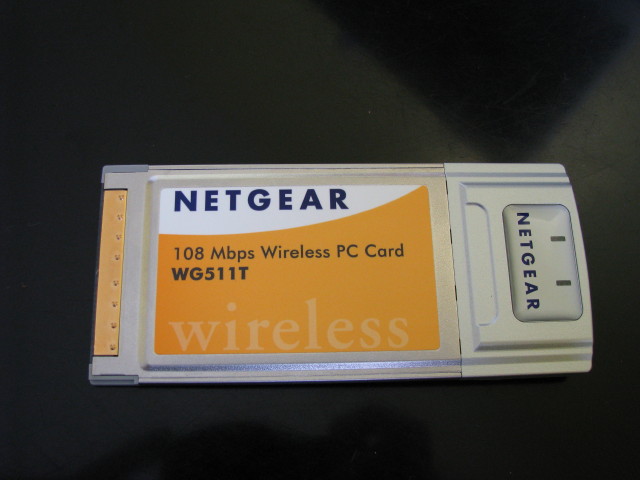 NETGEAR
108 Mbps Wireless PC Card
WG511T
wireless
NETGEAR